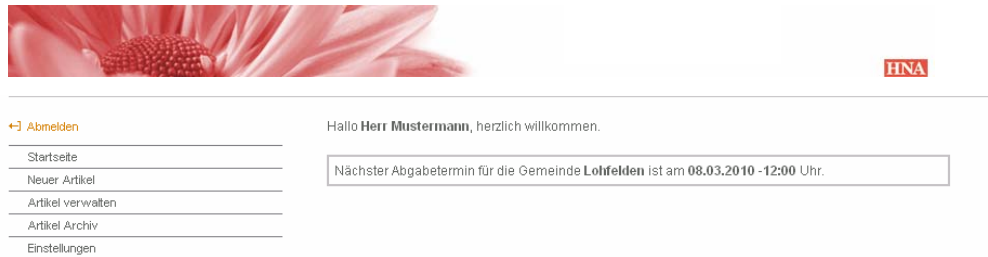 HNA
Abmelden
Hallo Herr Mustermann, herzlich willkommen.
Startseite
Nächster Abgabetermin für die Gemeinde Lohfelden ist am 08.03.2010 -12:00 Uhr.
Neuer Artikel
Artikel verwalten
Artikel Archiv
Einstellungen